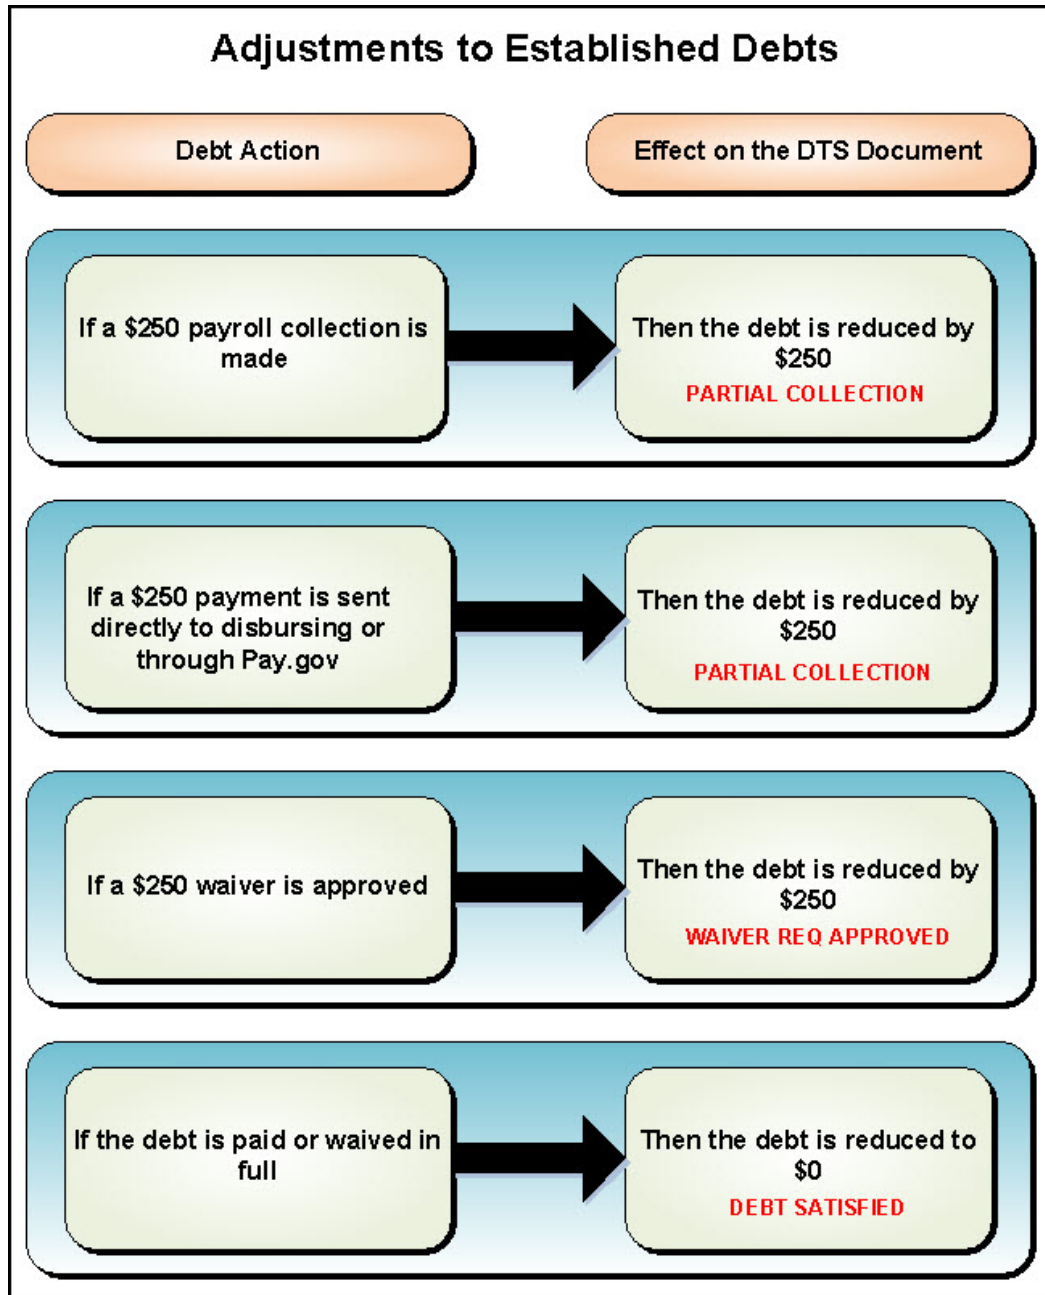 Adjustments to Established Debts
Debt Action
Effect on the DTS Document
If a $250 payroll collection is
made
Then the debt is reduced by
$250
PARTIAL COLLECTION
If a $250 payment is sent
directly to disbursing or
through Pay.gov
Then the debt is reduced by
$250
PARTIAL COLLECTION
If a $250 waiver is approved
Then the debt is reduced by
$250
WAIVER REQ APPROVED
If the debt is paid or waived in
full
Then the debt is reduced to
$0
DEBT SATISFIED